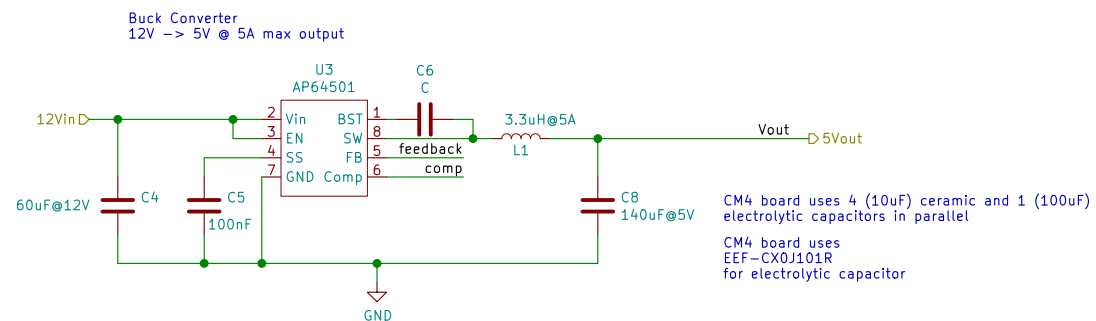 Buck Converter
12V -> 5V @ 5A max output
U3
AP64501
C6
C
12Vin
2
Vin
BST
1
3.3uH@5A
Vout
5Vout
3
EN
SW
8
L1
4
SS
FB
5
feedback
7
GND
Comp
6
comp
60uF@12V
C4
C5
100nF
C8
140uF@5V
CM4 board uses 4 (10uF) ceramic and 1 (100uF)
electrolytic capacitors in parallel
CM4 board uses
EEF-CX0J101R
for electrolytic capacitor
GND